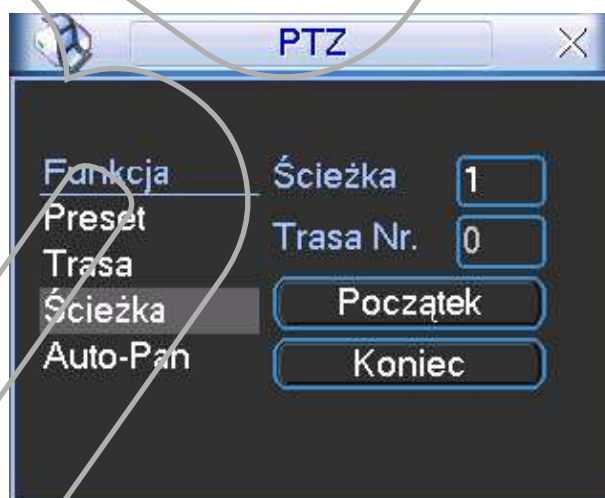 PTZ
Funkcja
Preset
Trasa
Ścieżka
Auto-Pan
Ścieżka 1
Trasa Nr. 0
Początek
Koniec